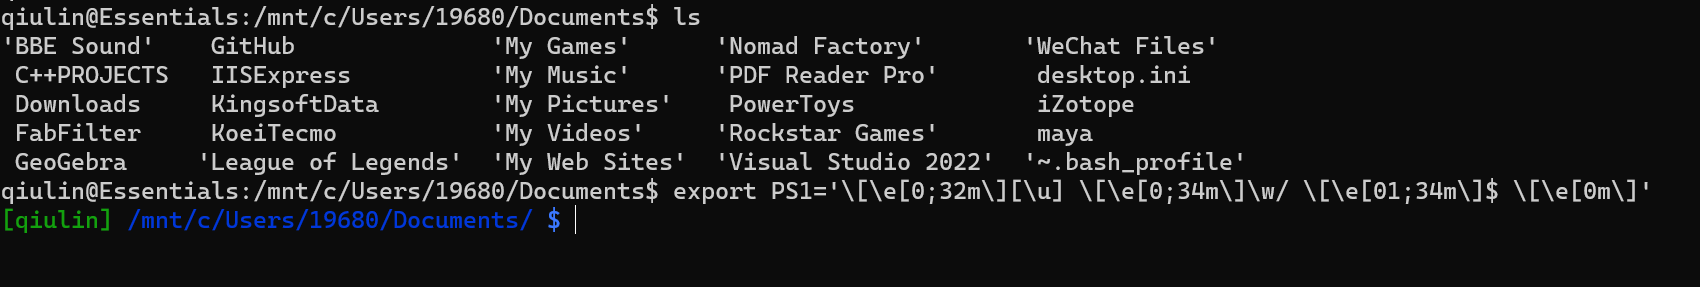 qiulin@Essentials:/mnt/c/Users/19680/Documents$ ls
'BBE Sound'    GitHub              'My Games'      'Nomad Factory'       'WeChat Files'
 C++PROJECTS   IISExpress          'My Music'      'PDF Reader Pro'       desktop.ini
 Downloads     KingsoftData        'My Pictures'    PowerToys             iZotope
 FabFilter     KoeiTecmo           'My Videos'     'Rockstar Games'       maya
 GeoGebra     'League of Legends'  'My Web Sites'  'Visual Studio 2022'  '~.bash_profile'
qiulin@Essentials:/mnt/c/Users/19680/Documents$ export PS1='\[\e[0;32m\][\u] \[\e[0;34m\]\w/ \[\e[01;34m\]$ \[\e[0m\]'
[qiulin] /mnt/c/Users/19680/Documents/ $